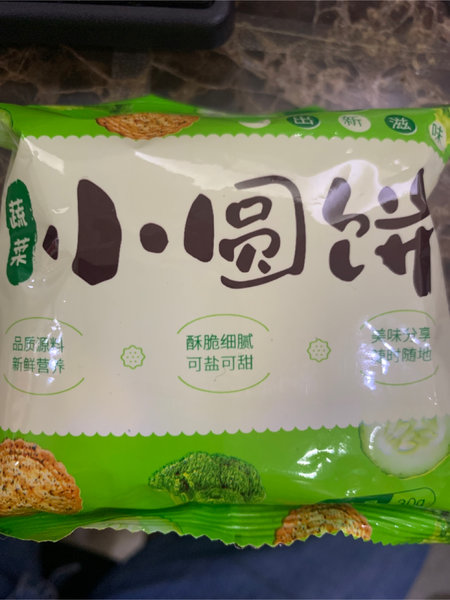 出新滋味
蔬菜
小圆饼
品质源料
新鲜营养
酥脆细腻
可盐可甜
美味分享
随时随地